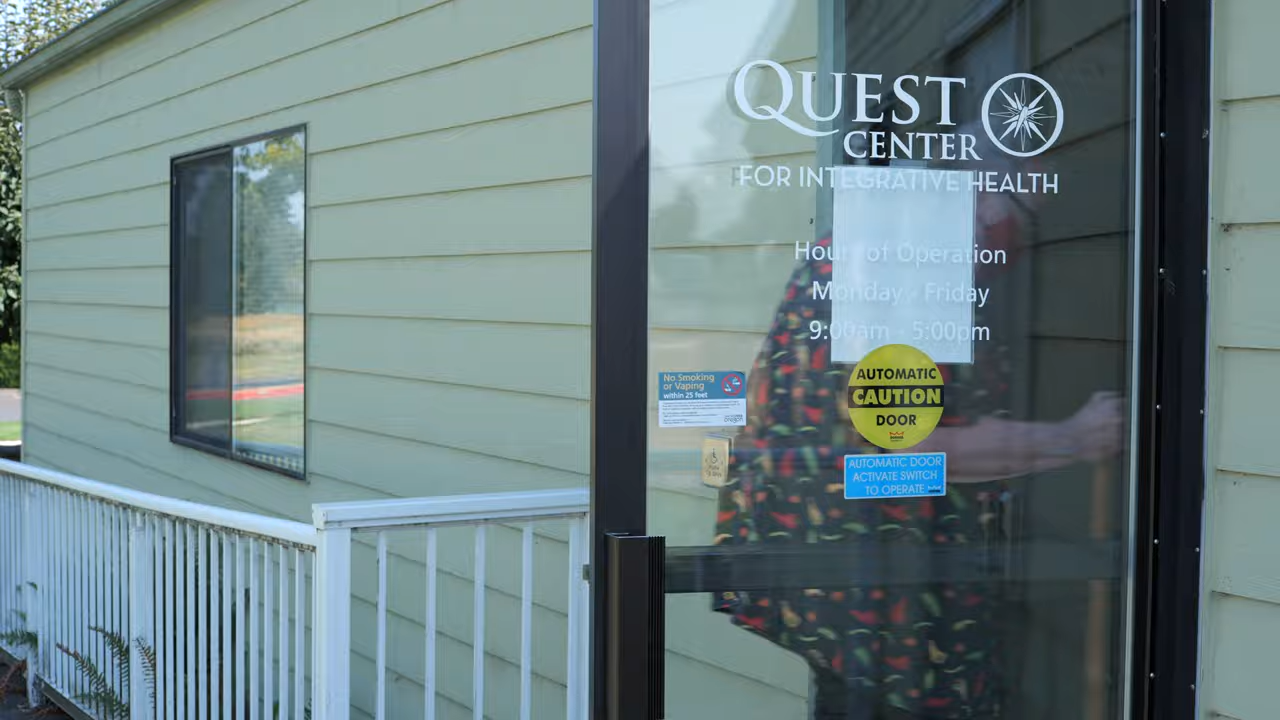 QUEST
CENTER
FOR INTEGRATIVE HEALTH
Hours of Operation
Monday - Friday
9:00am - 5:00pm
No Smoking
or Vaping
within 25 feet
AUTOMATIC
CAUTION
DOOR
AUTOMATIC DOOR
ACTIVATE SWITCH
TO OPERATE